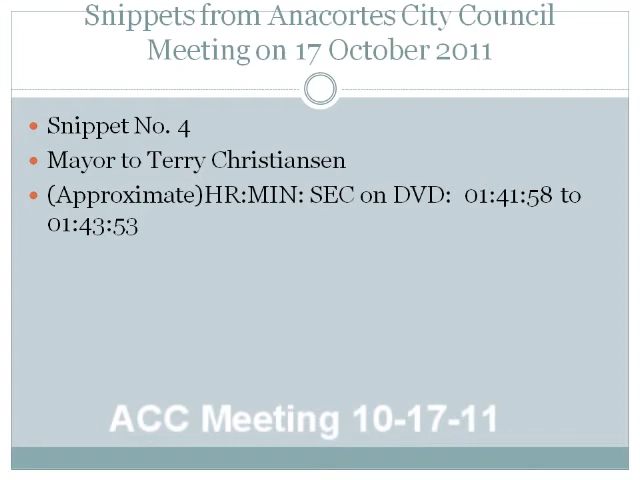 Snippets from Anacortes City Council
Meeting on 17 October 2011
Snippet No. 4
Mayor to Terry Christiansen
(Approximate)HR:MIN: SEC on DVD: 01:41:58 to
01:43:53
ACC Meeting 10-17-11